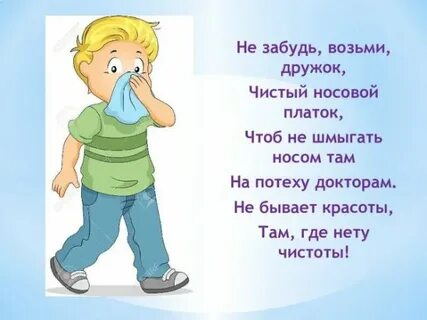 Не забудь, возьми,
дружок,
Чистый носовой
платок,
Чтоб не шмыгать
носом там
На потеху докторам.
Не бывает красоты,
Там, где нету
чистоты!